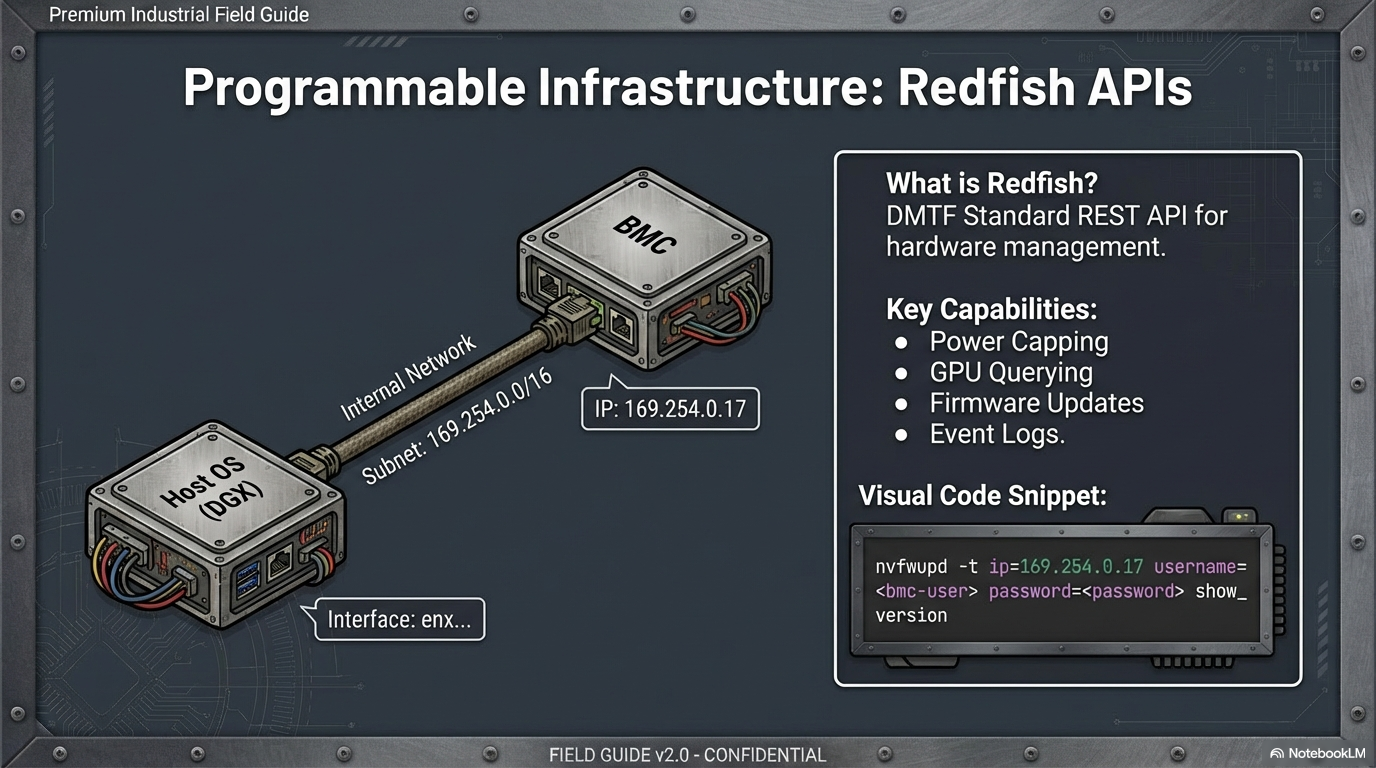 Premium Industrial Field Guide
Programmable Infrastructure: Redfish APIs
BMC
Internal Network
Subnet: 169.254.0.0/16
IP: 169.254.0.17
Host OS
(DGX)
Interface: enx...
What is Redfish?
DMTF Standard REST API for
hardware management.
Key Capabilities:
● Power Capping
● GPU Querying
● Firmware Updates
● Event Logs.
Visual Code Snippet:
nvfwupd -t ip=169.254.0.17 username=
<bmc-user> password=<password> show_
version
FIELD GUIDE v2.0 - CONFIDENTIAL
NotebookLM